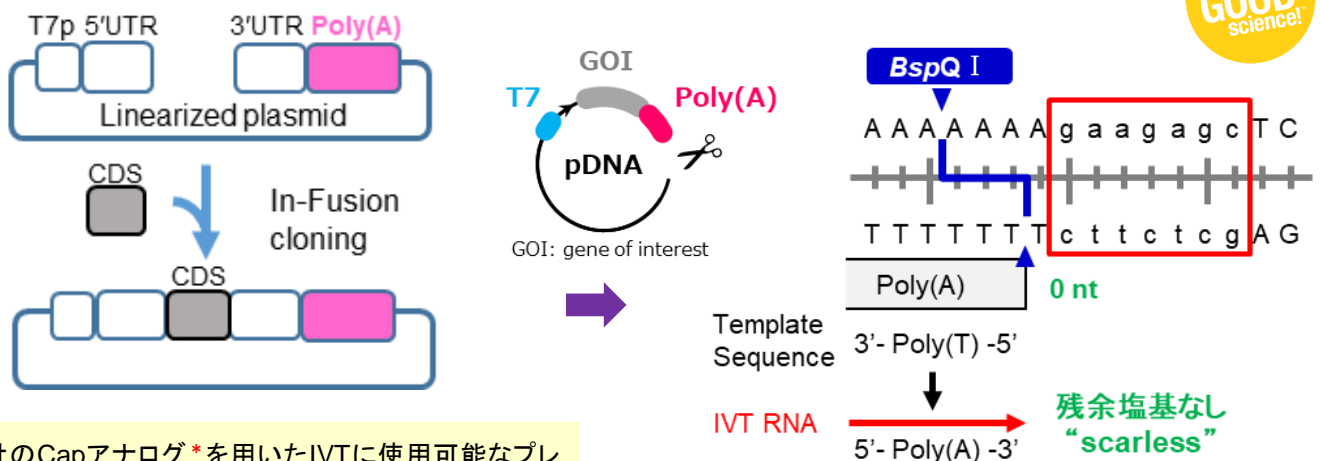 T7p 5′UTR 3′UTR Poly(A)
Linearized plasmid
CDS
In-Fusion
cloning
CDS
GOI
T7
Poly(A)
pDNA
GOI: gene of interest
GOOD
science!
BspQ Ⅰ
A A A A A A A g a a g a g c T C
T T T T T T T c t t c t c g A G
Poly(A)
0 nt
Template
Sequence
3’- Poly(T) -5’
IVT RNA
5’- Poly(A) -3’
残余塩基なし
“scarless”
のCapアナログ*を用いたIVTに使用可能なプレ